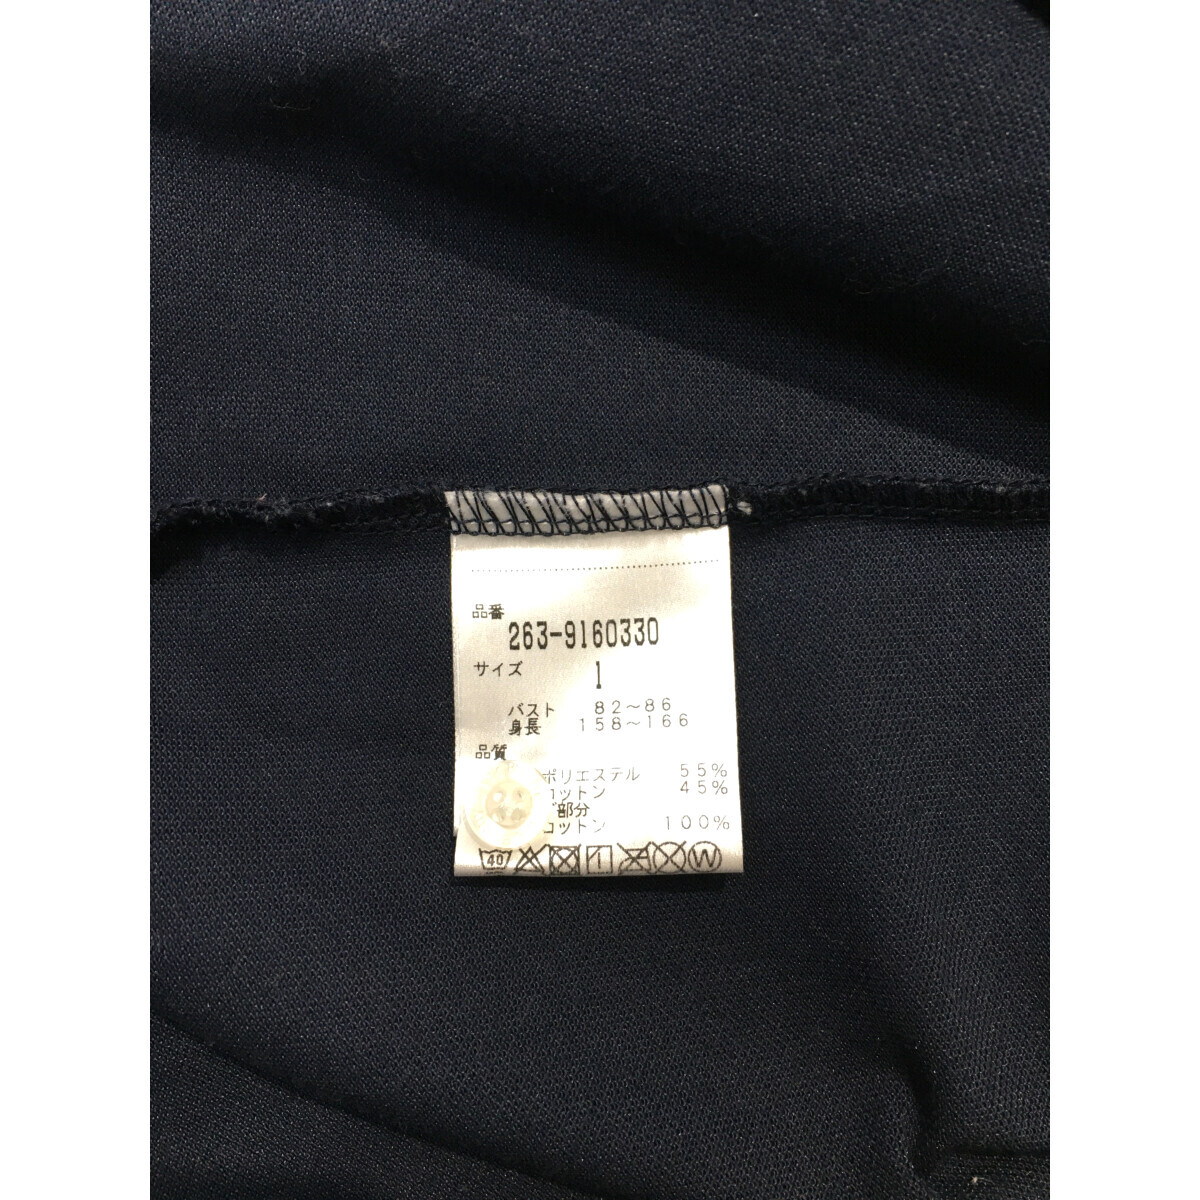 品番
263-9160330
サイズ
1
バスト 82～86
身長 158～166
品質
ポリエステル 55%
コットン 45%
部分
コットン 100%
40
W